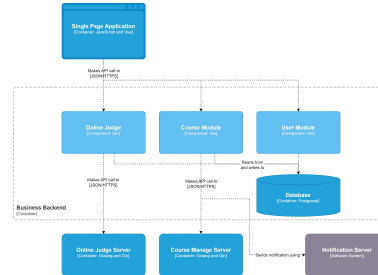 Single Page Application
[Container: JavaScript and Vue]
Makes API call to
[JSON/HTTPS]
Online Judge
[Component: Gin]
Course Module
[Component: Gin]
User Module
[Component: Gin]
Reads from
and writes to
Makes API call to
[JSON/HTTPS]
Makes API call to
[JSON/HTTPS]
Database
[Container: Postgresql]
Business Backend
[Container]
Online Judge Server
[Container: Golang and Gin]
Course Manage Server
[Container: Golang and Gin]
Sends notification using
Notification Server
[Software System]